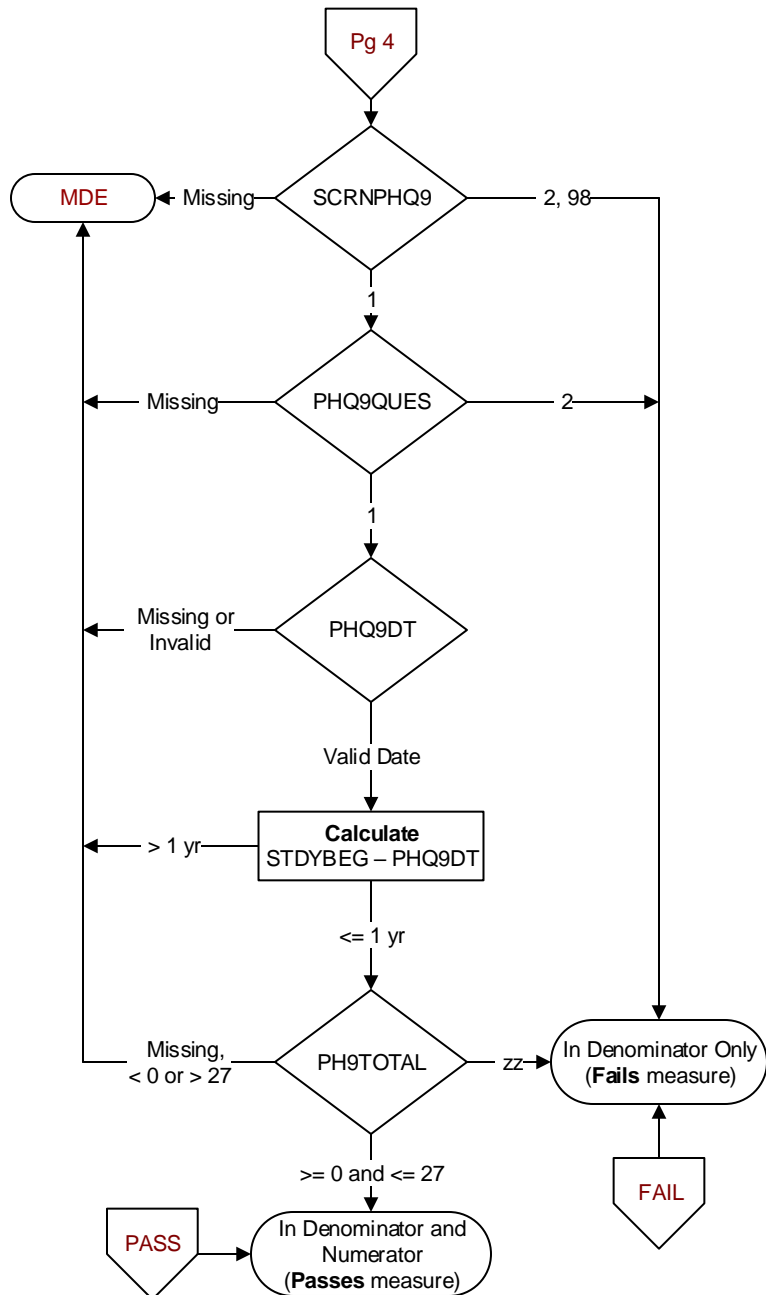 Pg 4
MDE
Missing
SCRNPHQ9
2, 98
1
Missing
PHQ9QUES
2
1
Missing or
Invalid
PHQ9DT
Valid Date
Calculate
STDYBEG – PHQ9DT
> 1 yr
<= 1 yr
Missing,
< 0 or > 27
PH9TOTAL
zz
In Denominator Only
(Fails measure)
>= 0 and <= 27
FAIL
PASS
In Denominator and
Numerator
(Passes measure)